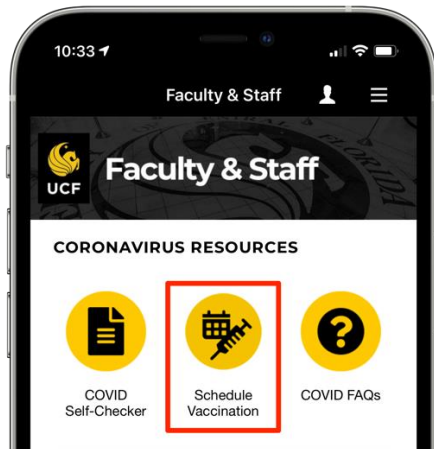 10:33
Faculty & Staff
UCF
Faculty & Staff
CORONAVIRUS RESOURCES
COVID
Self-Checker
Schedule
Vaccination
COVID FAQs